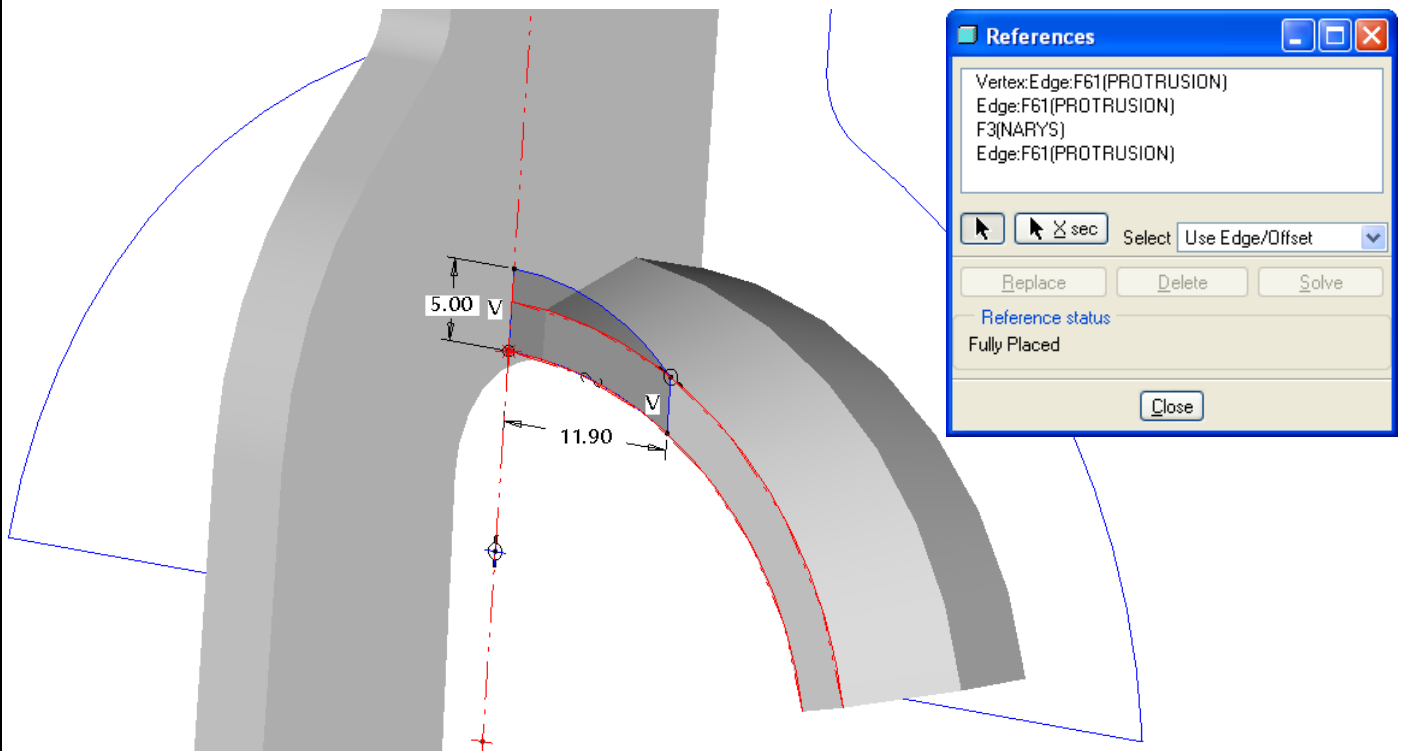 References
Vertex:Edge:F61(PROTRUSION)
Edge:F61(PROTRUSION)
F3(NARYS)
Edge:F61(PROTRUSION)
X sec
Select Use Edge/Offset
Replace Delete Solve
Reference status
Fully Placed
Close
5.00 V
V
11.90